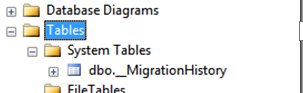 Database Diagrams
Tables
System Tables
dbo.__MigrationHistory
FileTables